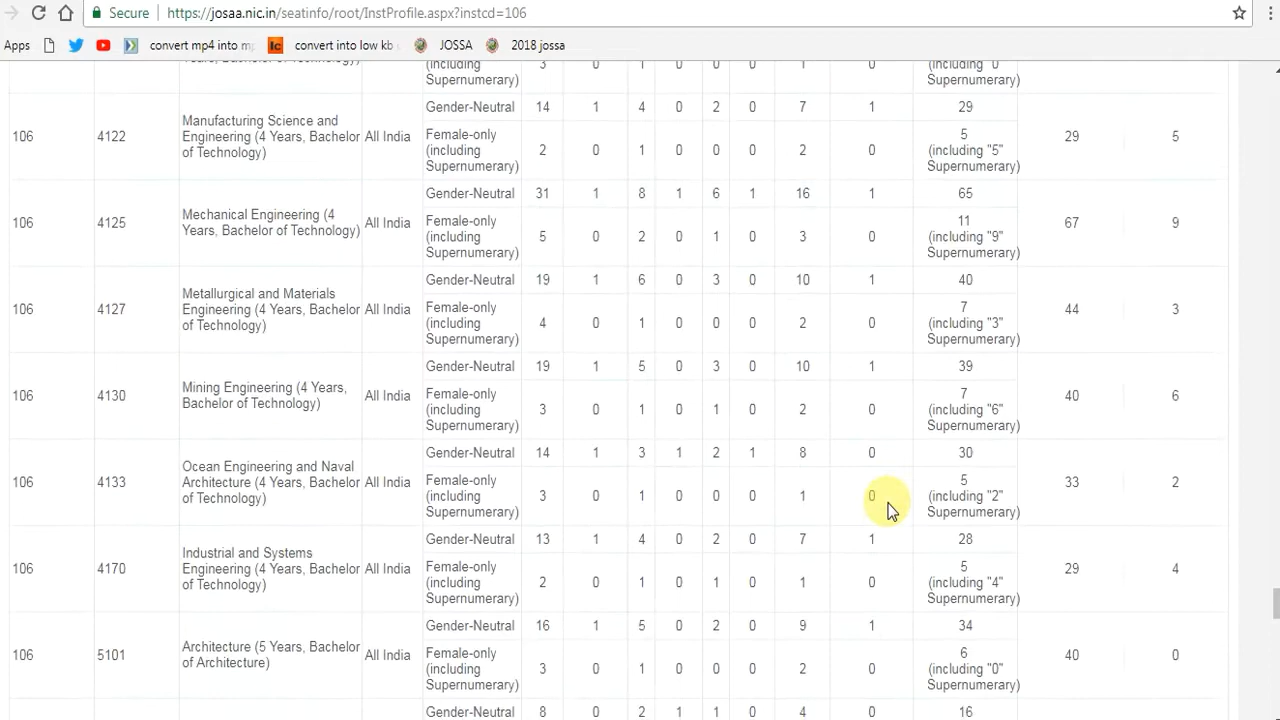 Secure https://josaa.nic.in/seatinfo/root/InstProfile.aspx?instcd=106
Apps convert mp4 into m convert into low kb JOSSA 2018 jossa
Years, Bachelor of Technology) (including Supernumerary) 3 0 1 0 0 0 1 0 (including "0" Supernumerary)
106 4122 Manufacturing Science and Engineering (4 Years, Bachelor of Technology) All India
Gender-Neutral 14 1 4 0 2 0 7 1 29
Female-only (including Supernumerary) 2 0 1 0 0 0 2 0 5 (including "5" Supernumerary) 29 5
106 4125 Mechanical Engineering (4 Years, Bachelor of Technology) All India
Gender-Neutral 31 1 8 1 6 1 16 1 65
Female-only (including Supernumerary) 5 0 2 0 1 0 3 0 11 (including "9" Supernumerary) 67 9
106 4127 Metallurgical and Materials Engineering (4 Years, Bachelor of Technology) All India
Gender-Neutral 19 1 6 0 3 0 10 1 40
Female-only (including Supernumerary) 4 0 1 0 0 0 2 0 7 (including "3" Supernumerary) 44 3
106 4130 Mining Engineering (4 Years, Bachelor of Technology) All India
Gender-Neutral 19 1 5 0 3 0 10 1 39
Female-only (including Supernumerary) 3 0 1 0 1 0 2 0 7 (including "6" Supernumerary) 40 6
106 4133 Ocean Engineering and Naval Architecture (4 Years, Bachelor of Technology) All India
Gender-Neutral 14 1 3 1 2 1 8 0 30
Female-only (including Supernumerary) 3 0 1 0 0 0 1 0 5 (including "2" Supernumerary) 33 2
106 4170 Industrial and Systems Engineering (4 Years, Bachelor of Technology) All India
Gender-Neutral 13 1 4 0 2 0 7 1 28
Female-only (including Supernumerary) 2 0 1 0 1 0 1 0 5 (including "4" Supernumerary) 29 4
106 5101 Architecture (5 Years, Bachelor of Architecture) All India
Gender-Neutral 16 1 5 0 2 0 9 1 34
Female-only (including Supernumerary) 3 0 1 0 0 0 2 0 6 (including "0" Supernumerary) 40 0
Gender-Neutral 8 0 2 1 1 0 4 0 16